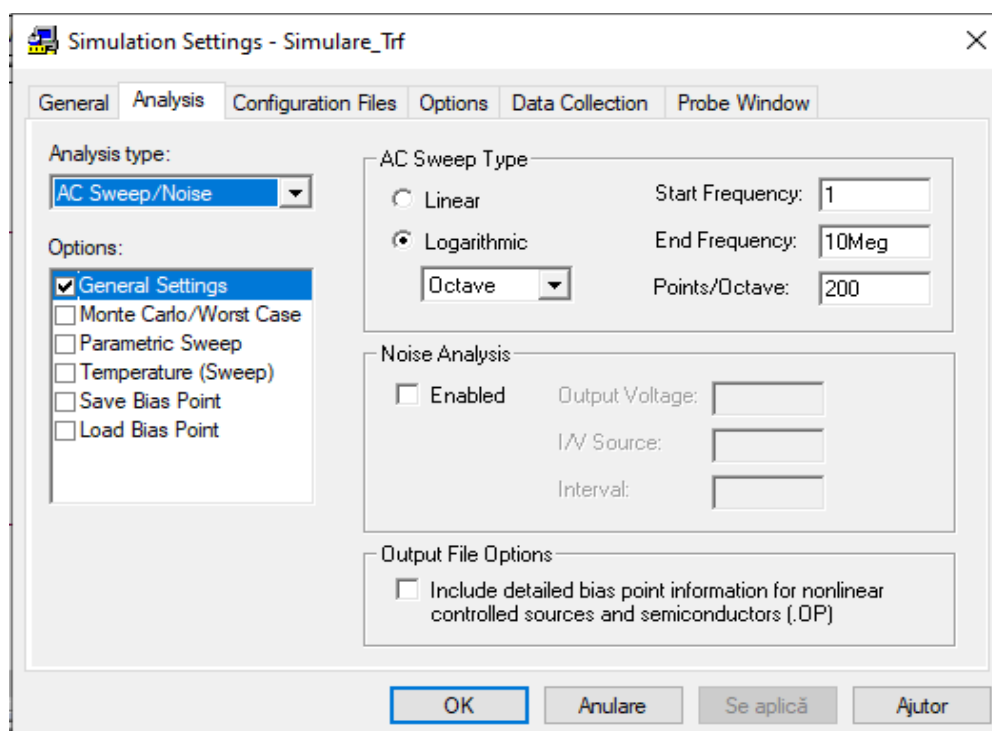 Simulation Settings - Simulare_Trf
General Analysis Configuration Files Options Data Collection Probe Window
Analysis type:
AC Sweep/Noise
Options:
General Settings
Monte Carlo/Worst Case
Parametric Sweep
Temperature (Sweep)
Save Bias Point
Load Bias Point
AC Sweep Type
Linear
Logarithmic
Octave
Start Frequency: 1
End Frequency: 10Meg
Points/Octave: 200
Noise Analysis
Enabled
Output Voltage:
I/V Source:
Interval:
Output File Options
Include detailed bias point information for nonlinear
controlled sources and semiconductors (.OP)
OK Anulare Se aplică Ajutor